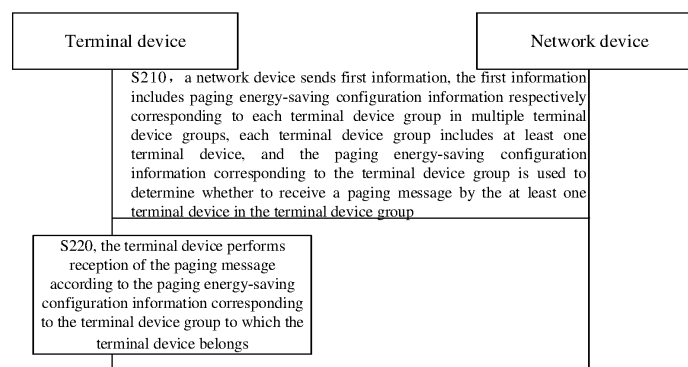 Terminal device
Network device
S210，a network device sends first information, the first information
includes paging energy-saving configuration information respectively
corresponding to each terminal device group in multiple terminal
device groups, each terminal device group includes at least one
terminal device, and the paging energy-saving configuration
information corresponding to the terminal device group is used to
determine whether to receive a paging message by the at least one
terminal device in the terminal device group
S220, the terminal device performs
reception of the paging message
according to the paging energy-saving
configuration information corresponding
to the terminal device group to which the
terminal device belongs